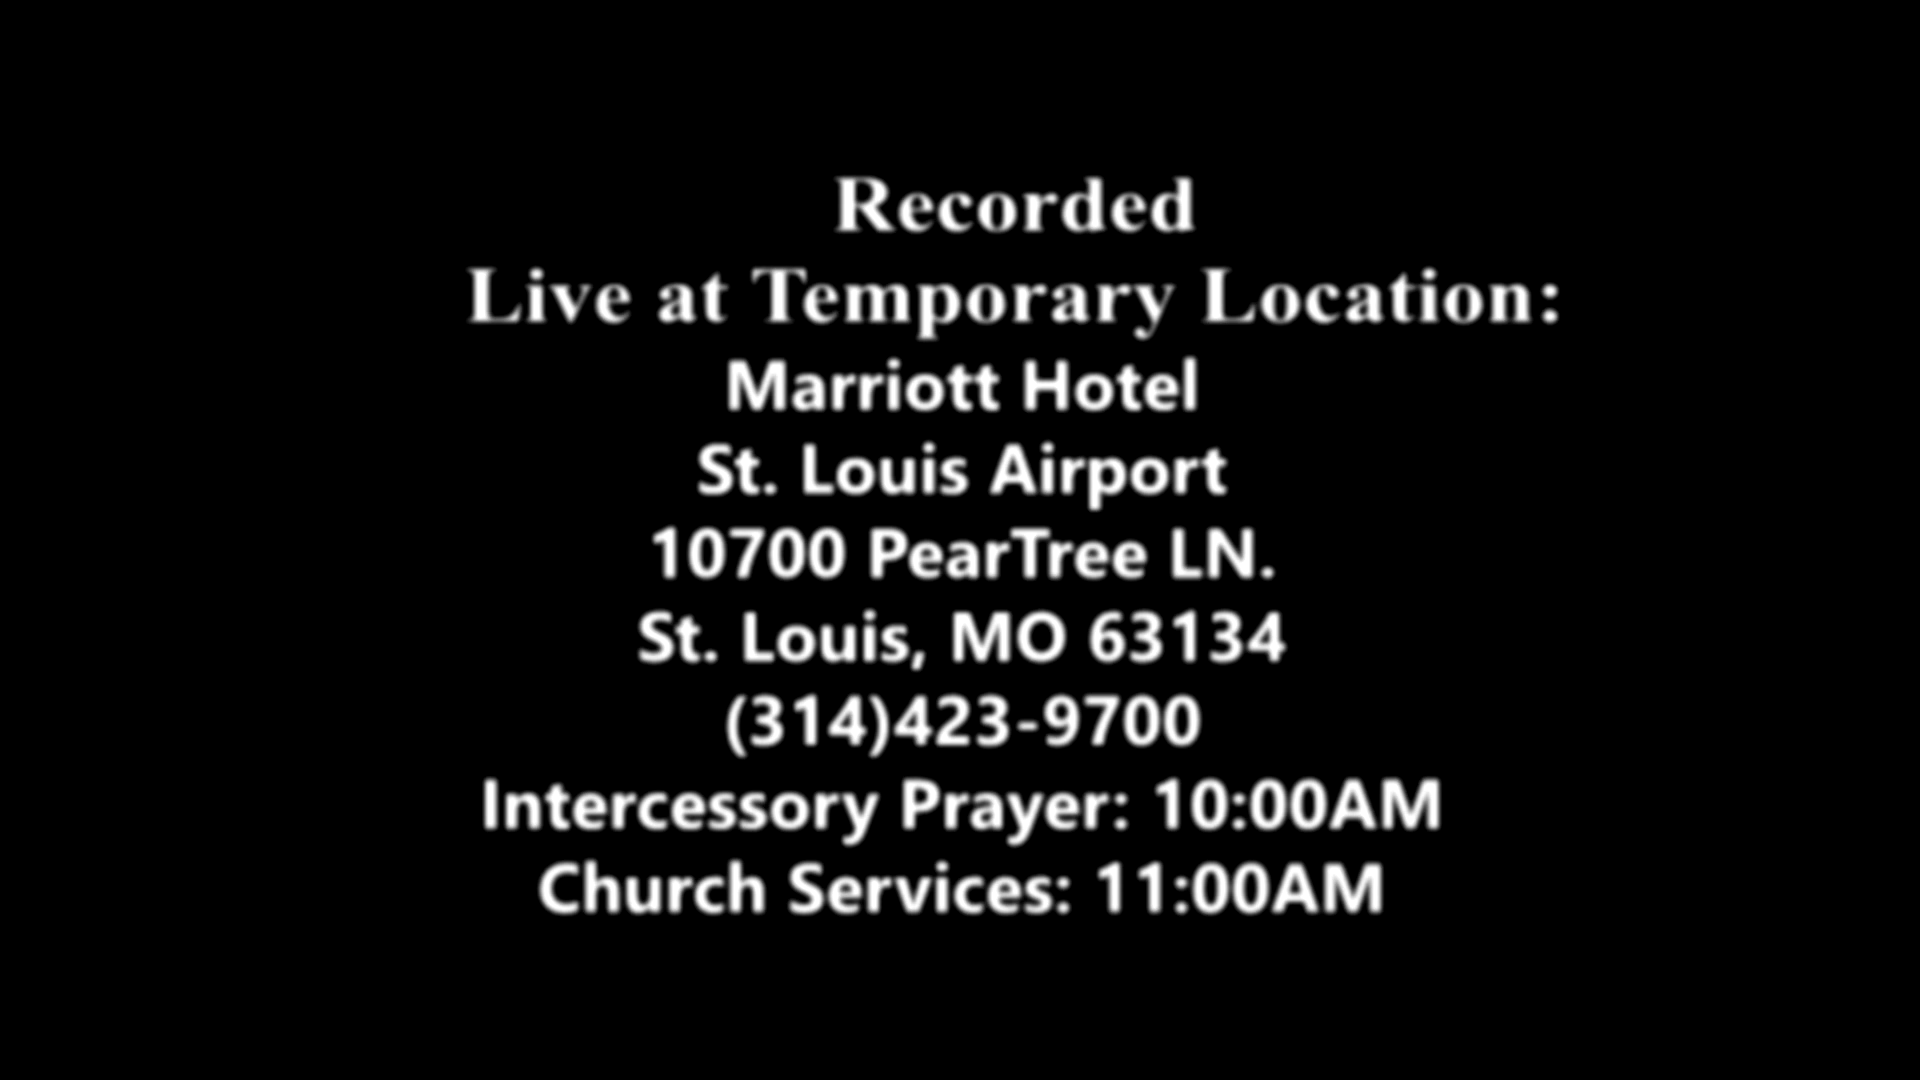 Recorded
Live at Temporary Location:
Marriott Hotel
St. Louis Airport
10700 PearTree LN.
St. Louis, MO 63134
(314)423-9700
Intercessory Prayer: 10:00AM
Church Services: 11:00AM